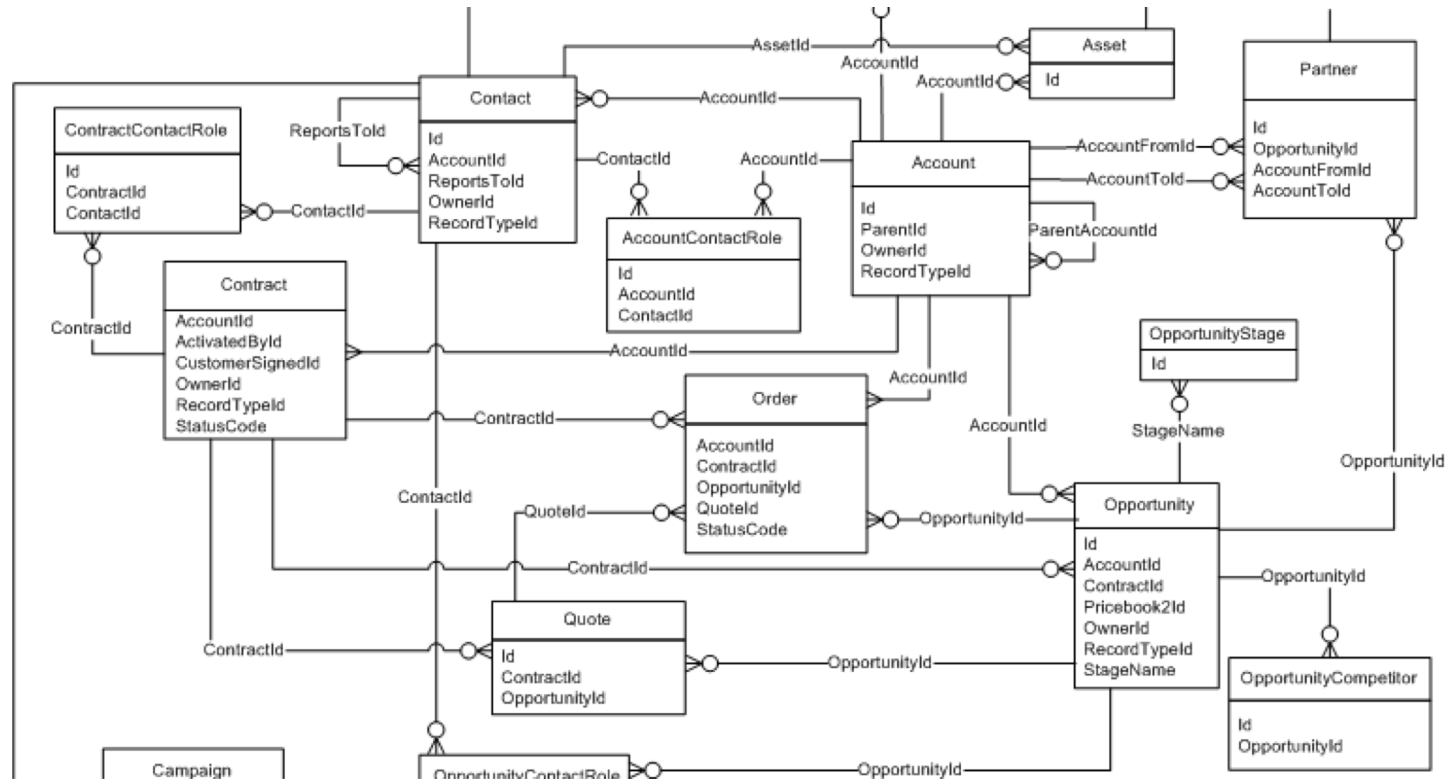 AssetId
Asset
Id
AccountId
AccountId
Partner
Id
OpportunityId
AccountFromId
AccountToId
Contact
Id
AccountId
ReportsToId
OwnerId
RecordTypeId
AccountId
ReportsToId
ContractContactRole
Id
ContractId
ContactId
ContactId
ContactId
AccountId
Account
Id
ParentId
OwnerId
RecordTypeId
AccountFromId
AccountToId
ParentAccountId
AccountContactRole
Id
AccountId
ContactId
Contract
AccountId
ActivatedById
CustomerSignedId
OwnerId
RecordTypeId
StatusCode
ContractId
AccountId
AccountId
OpportunityStage
Id
StageName
AccountId
Order
AccountId
ContractId
OpportunityId
QuoteId
StatusCode
ContractId
ContactId
QuoteId
OpportunityId
OpportunityId
Opportunity
Id
AccountId
ContractId
Pricebook2Id
OwnerId
RecordTypeId
StageName
ContractId
OpportunityId
Quote
Id
ContractId
OpportunityId
ContractId
OpportunityId
OpportunityCompetitor
Id
OpportunityId
Campaign
OpportunityContactRole
OpportunityId